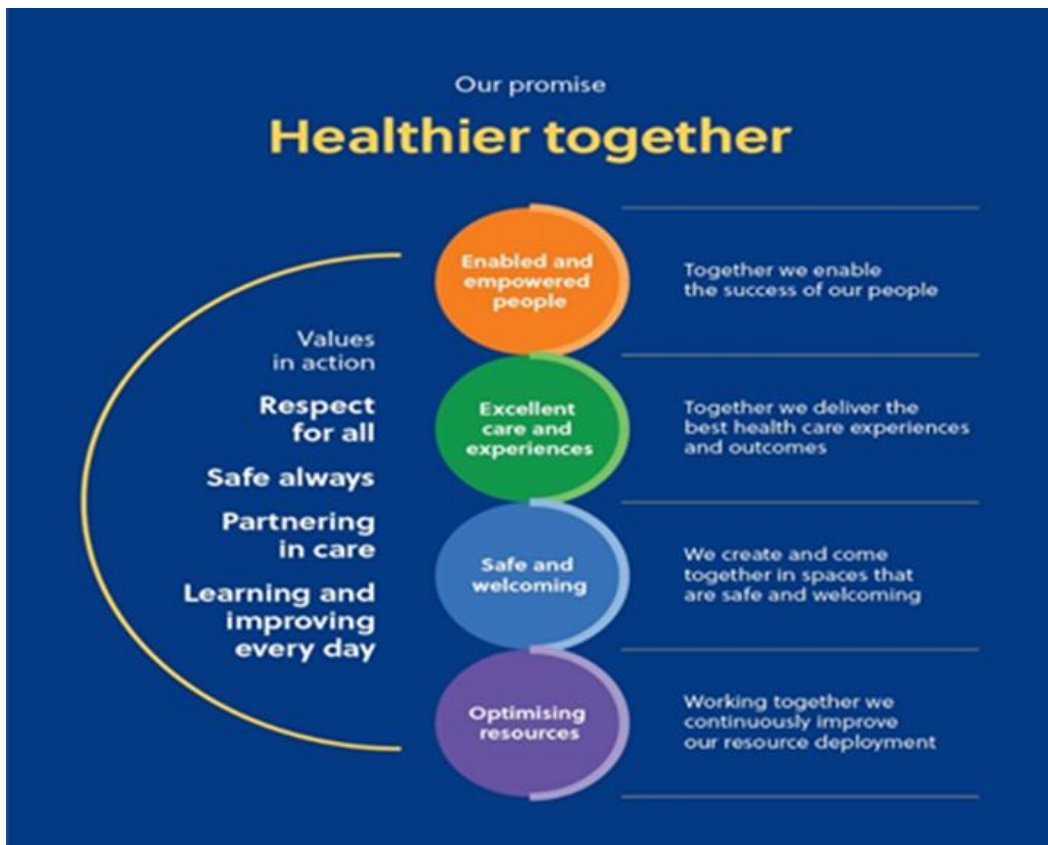 Our promise
Healthier together
Values
in action
Respect
for all
Safe always
Partnering
in care
Learning and
improving
every day
Enabled and
empowered
people
Together we enable
the success of our people
Excellent
care and
experiences
Together we deliver the
best health care experiences
and outcomes
Safe and
welcoming
We create and come
together in spaces that
are safe and welcoming
Optimising
resources
Working together we
continuously improve
our resource deployment